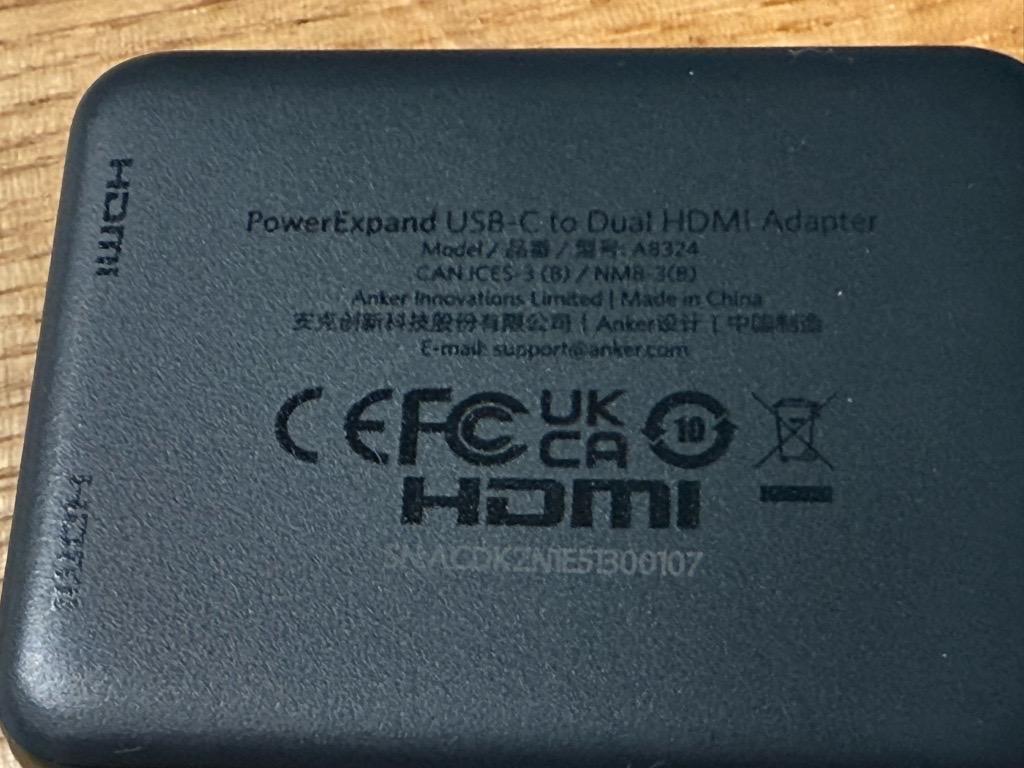 PowerExpand USB-C to Dual HDMI Adapter
Model / 品番 / 型号: A8324
CAN ICES-3 (B) / NMB-3(B)
Anker Innovations Limited | Made in China
安克创新科技股份有限公司 | Anker设计 | 中国制造
E-mail: support@anker.com
CE FC UK CA 10
HDMI
SN:ACDKZN1E51300107
HDMI
HDMI